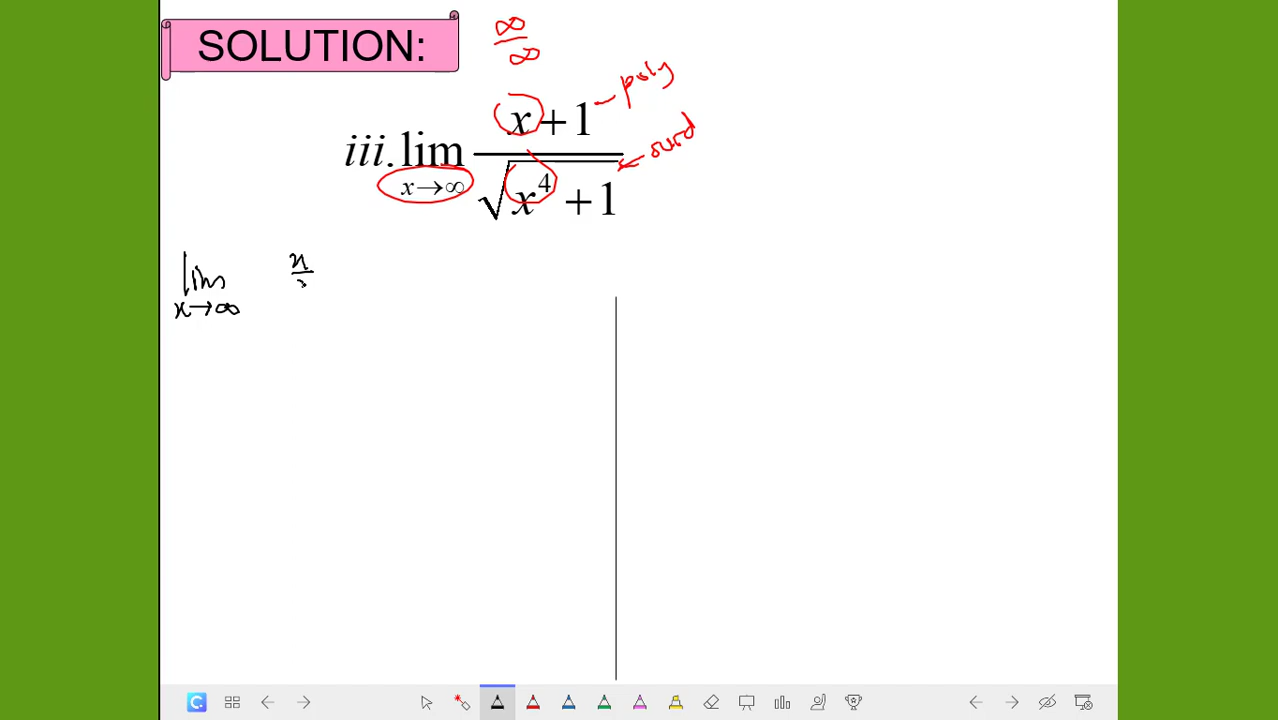 SOLUTION:
∞/∞
iii. lim x→∞ (x+1)/√(x⁴+1)
poly
surd
lim x→∞ x/